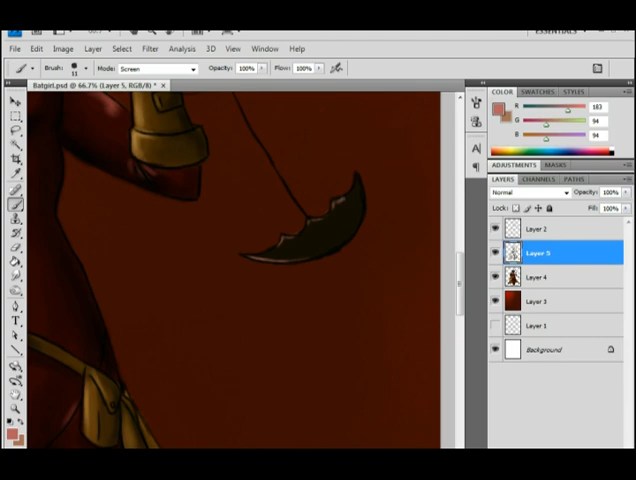 ESSENTIALS
File Edit Image Layer Select Filter Analysis 3D View Window Help
Brush: 11 Mode: Screen Opacity: 100% Flow: 100%
Batgirl.psd @ 66.7% (Layer 5, RGB/8) *
COLOR SWATCHES STYLES
R 183
G 94
B 94
ADJUSTMENTS MASKS
LAYERS CHANNELS PATHS
Normal Opacity: 100%
Lock: Fill: 100%
Layer 2
Layer 5
Layer 4
Layer 3
Layer 1
Background